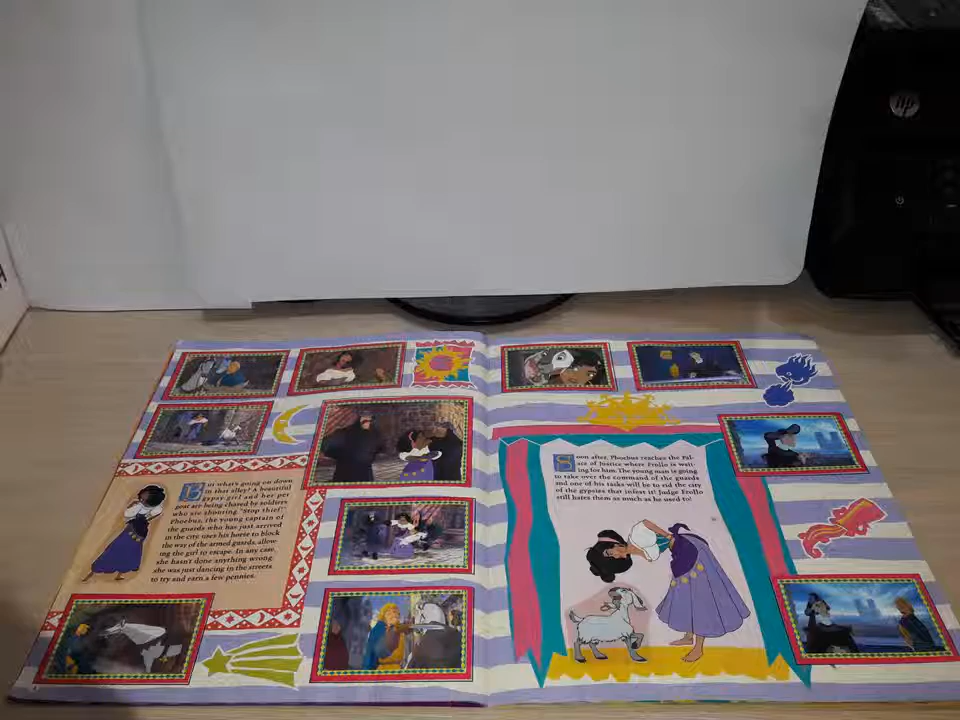 But what's going on down
in that alley? A beautiful
gypsy girl and her pet
goat are being chased by soldiers
who are shouting "Stop thief!"
Phoebus, the young captain of
the guards who has just arrived
in the city uses his horse to block
the way of the armed guards, allow-
ing the girl to escape. In any case,
she hasn't done anything wrong
she was just dancing in the streets
to try and earn a few pennies.
Soon after, Phoebus reaches the Pal-
ace of Justice where Frollo is wait-
ing for him. The young man is going
to take over the command of the guards
and one of his tasks will be to rid the city
of the gypsies that infest it! Judge Frollo
still hates them as much as he used to!
hp